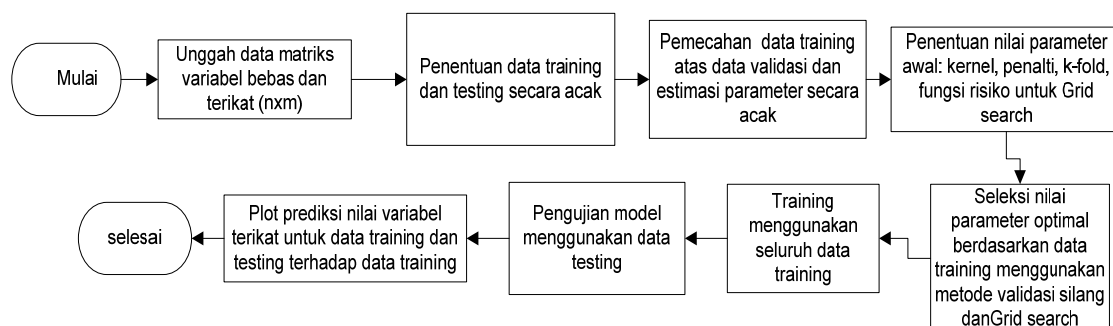 Mulai
Unggah data matriks
variabel bebas dan
terikat (nxm)
Penentuan data training
dan testing secara acak
Pemecahan data training
atas data validasi dan
estimasi parameter secara
acak
Penentuan nilai parameter
awal: kernel, penalti, k-fold,
fungsi risiko untuk Grid
search
Seleksi nilai
parameter optimal
berdasarkan data
training menggunakan
metode validasi silang
danGrid search
Training
menggunakan
seluruh data
training
Pengujian model
menggunakan data
testing
Plot prediksi nilai variabel
terikat untuk data training dan
testing terhadap data training
selesai